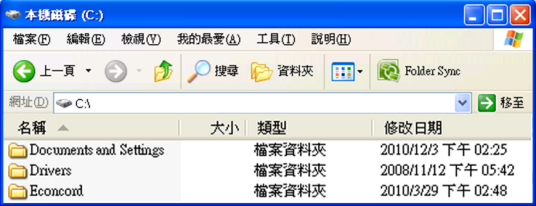 本機磁碟 (C:)
檔案(F) 編輯(E) 檢視(V) 我的最愛(A) 工具(T) 說明(H)
上一頁 搜尋 資料夾 Folder Sync
網址(D) C:\ 移至
名稱 大小 類型 修改日期
Documents and Settings 檔案資料夾 2010/12/3 下午 02:25
Drivers 檔案資料夾 2008/11/12 下午 05:42
Econcord 檔案資料夾 2010/3/29 下午 02:48